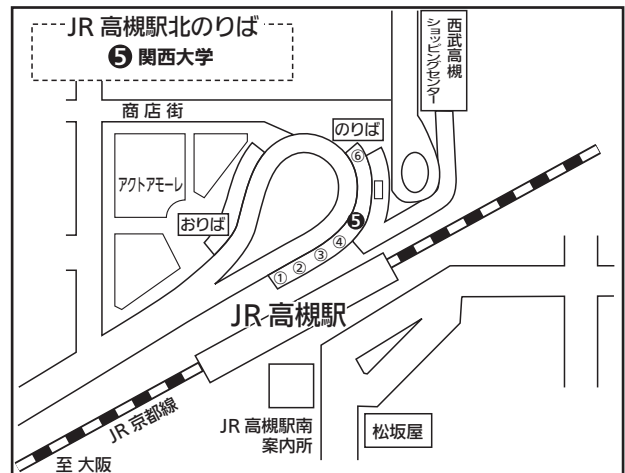 JR 高槻駅北のりば
❺ 関西大学
西武高槻
ショッピングセンター
商店街
のりば
⑥
アクトアモーレ
おりば
❺
④
③
②
①
JR 高槻駅
JR 京都線
JR 高槻駅南
案内所
松坂屋
至 大阪